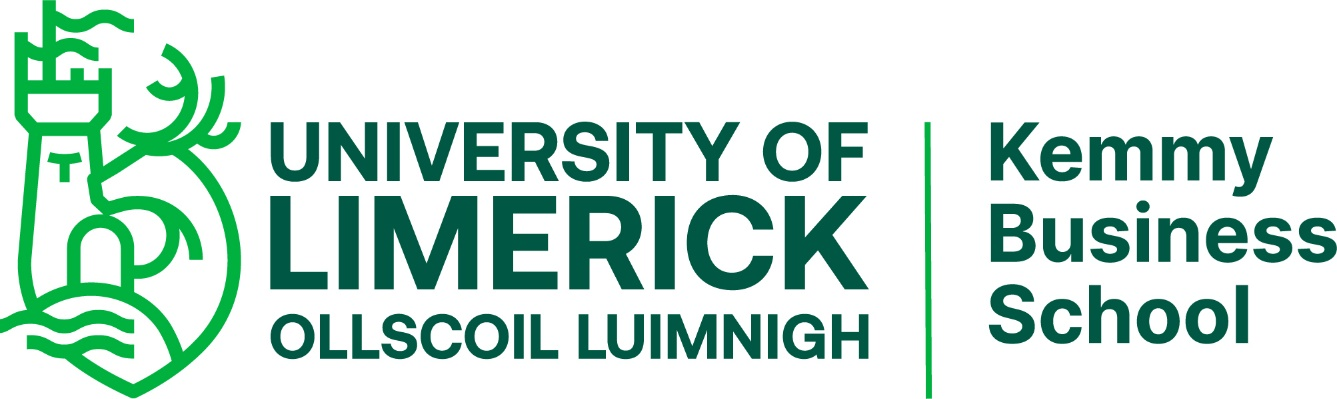 UNIVERSITY OF
LIMERICK
OLLSCOIL LUIMNIGH
Kemmy
Business
School